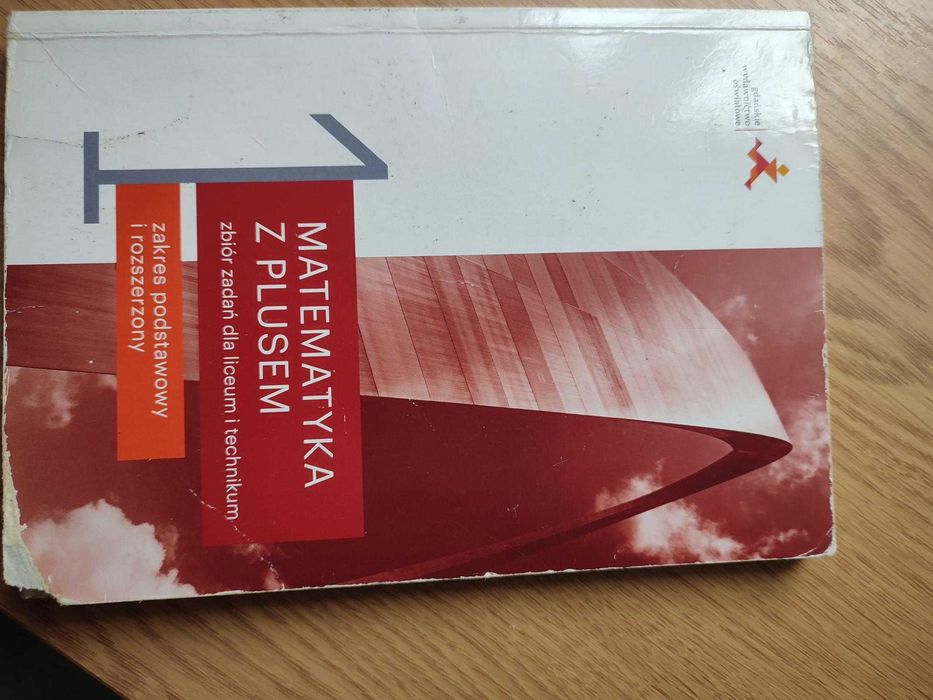 gdańskie
wydawnictwo
oświatowe
1
MATEMATYKA
Z PLUSEM
zbiór zadań dla liceum i technikum
zakres podstawowy
i rozszerzony